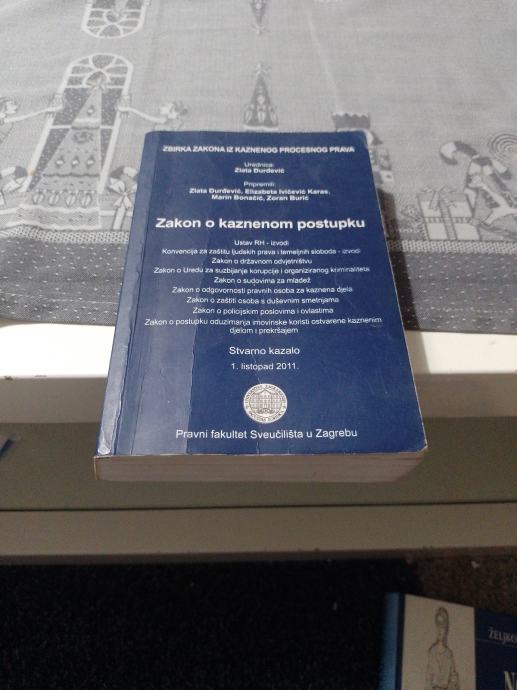 ZBIRKA ZAKONA IZ KAZNENOG PROCESNOG PRAVA
Urednica:
Zlata Đurđević
Pripremili:
Zlata Đurđević, Elizabeta Ivičević Karas,
Marin Bonačić, Zoran Burić
Zakon o kaznenom postupku
Ustav RH - izvodi
Konvencija za zaštitu ljudskih prava i temeljnih sloboda - izvodi
Zakon o državnom odvjetništvu
Zakon o Uredu za suzbijanje korupcije i organiziranog kriminaliteta
Zakon o sudovima za mladež
Zakon o odgovornosti pravnih osoba za kaznena djela
Zakon o zaštiti osoba s duševnim smetnjama
Zakon o policijskim poslovima i ovlastima
Zakon o postupku oduzimanja imovinske koristi ostvarene kaznenim
djelom i prekršajem
Stvarno kazalo
1. listopad 2011.
Pravni fakultet Sveučilišta u Zagrebu
ŽELJKO